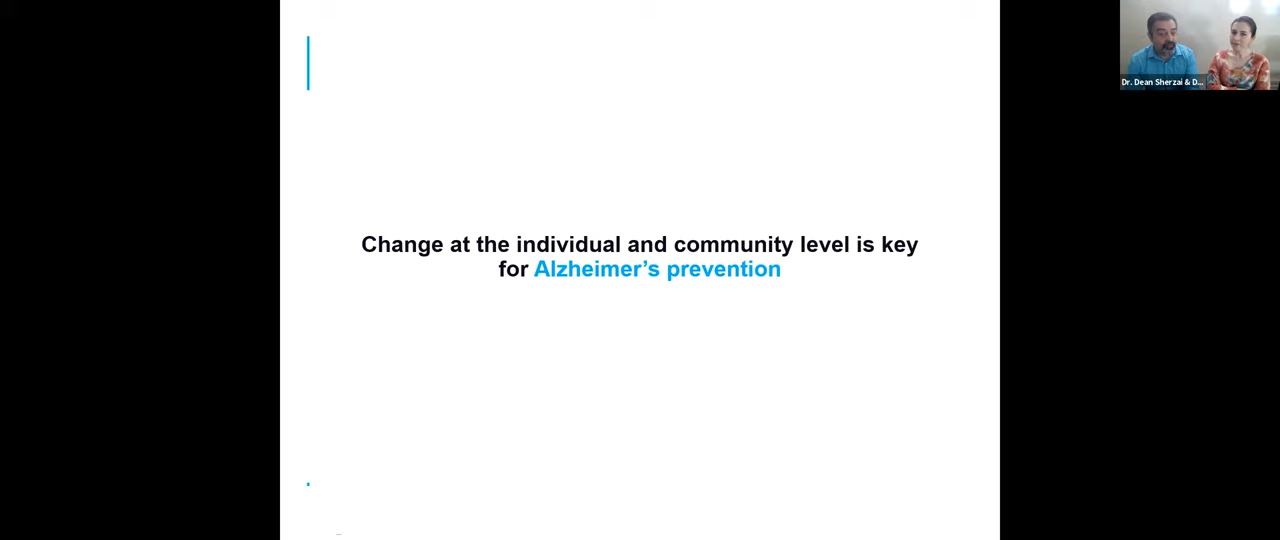 Change at the individual and community level is key
for Alzheimer’s prevention
Dr. Dean Sherzai & D...